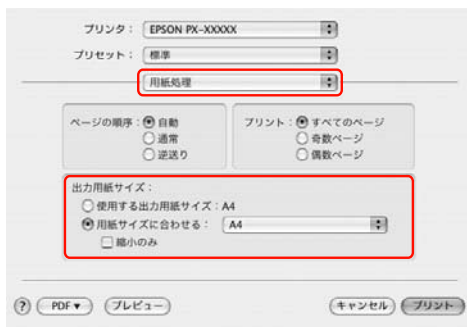 プリンタ： EPSON PX-XXXXX
プリセット： 標準
用紙処理
ページの順序： 自動
通常
逆送り
プリント： すべてのページ
奇数ページ
偶数ページ
出力用紙サイズ：
使用する出力用紙サイズ： A4
用紙サイズに合わせる： A4
縮小のみ
? PDF▼ プレビュー キャンセル プリント